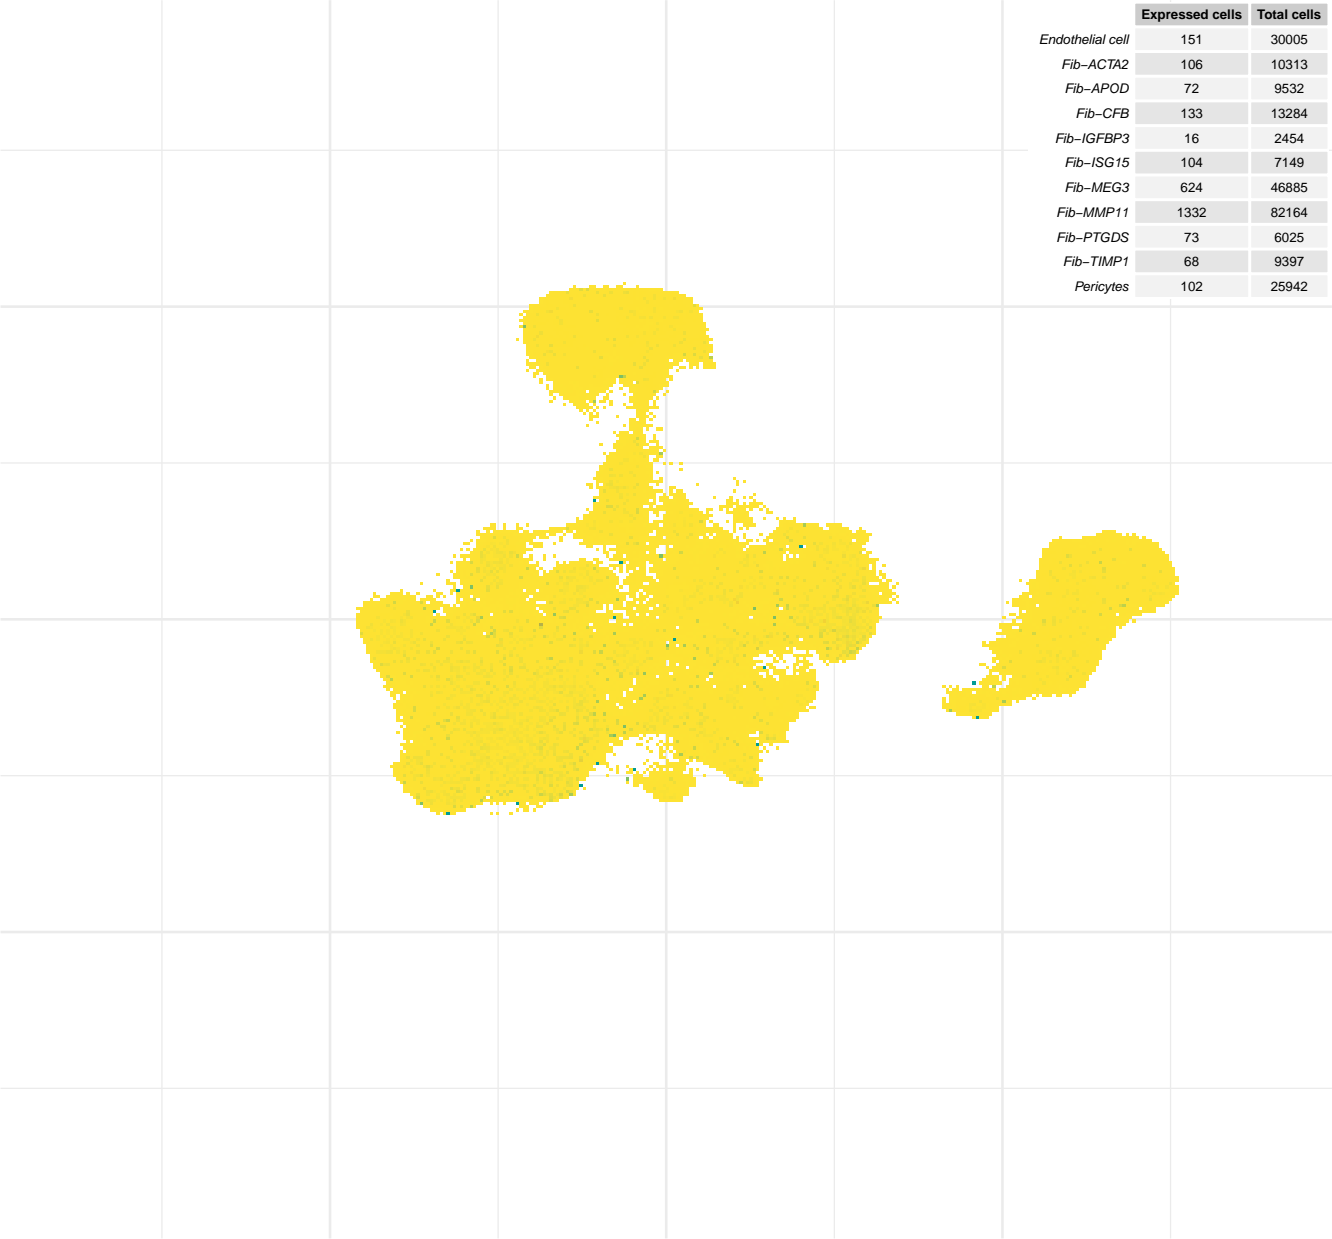 Expressed cells Total cells
Endothelial cell 151 30005
Fib−ACTA2 106 10313
Fib−APOD 72 9532
Fib−CFB 133 13284
Fib−IGFBP3 16 2454
Fib−ISG15 104 7149
Fib−MEG3 624 46885
Fib−MMP11 1332 82164
Fib−PTGDS 73 6025
Fib−TIMP1 68 9397
Pericytes 102 25942